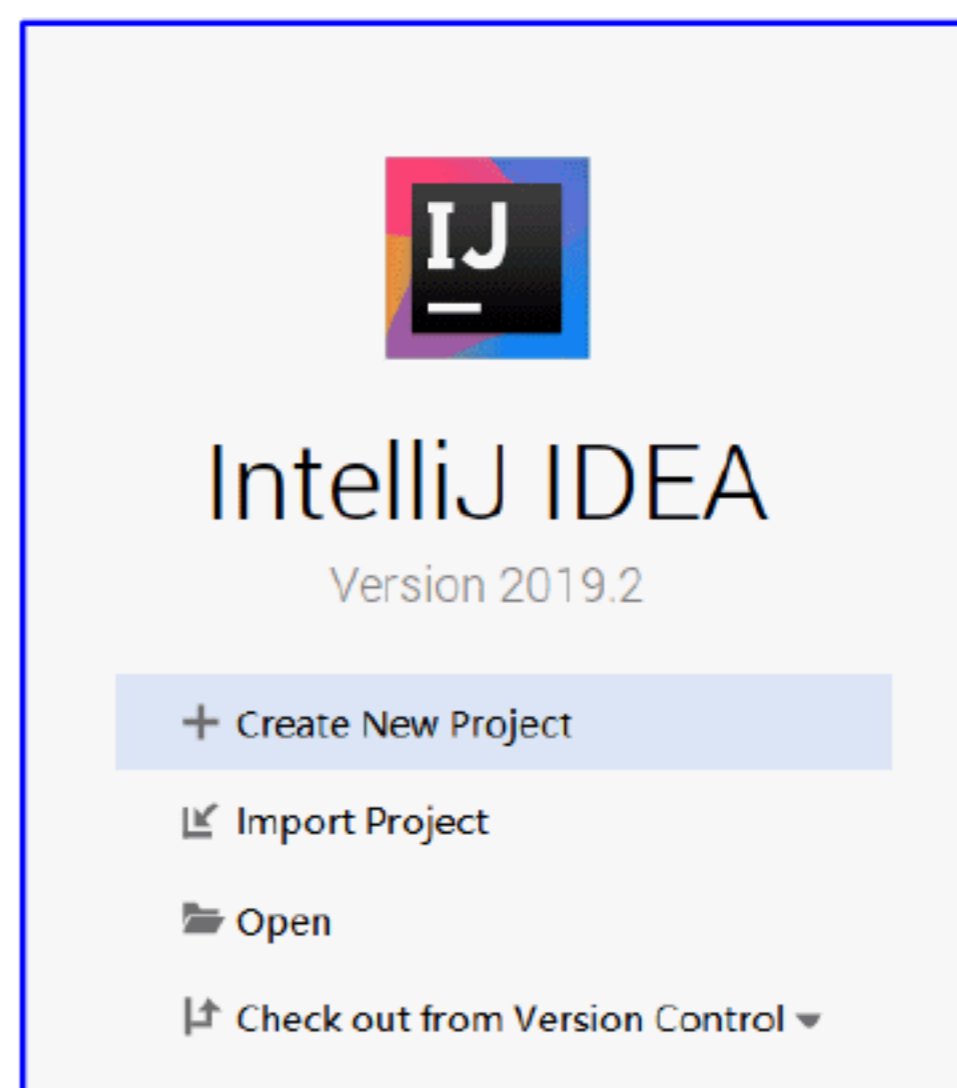 IJ
IntelliJ IDEA
Version 2019.2
Create New Project
Import Project
Open
Check out from Version Control